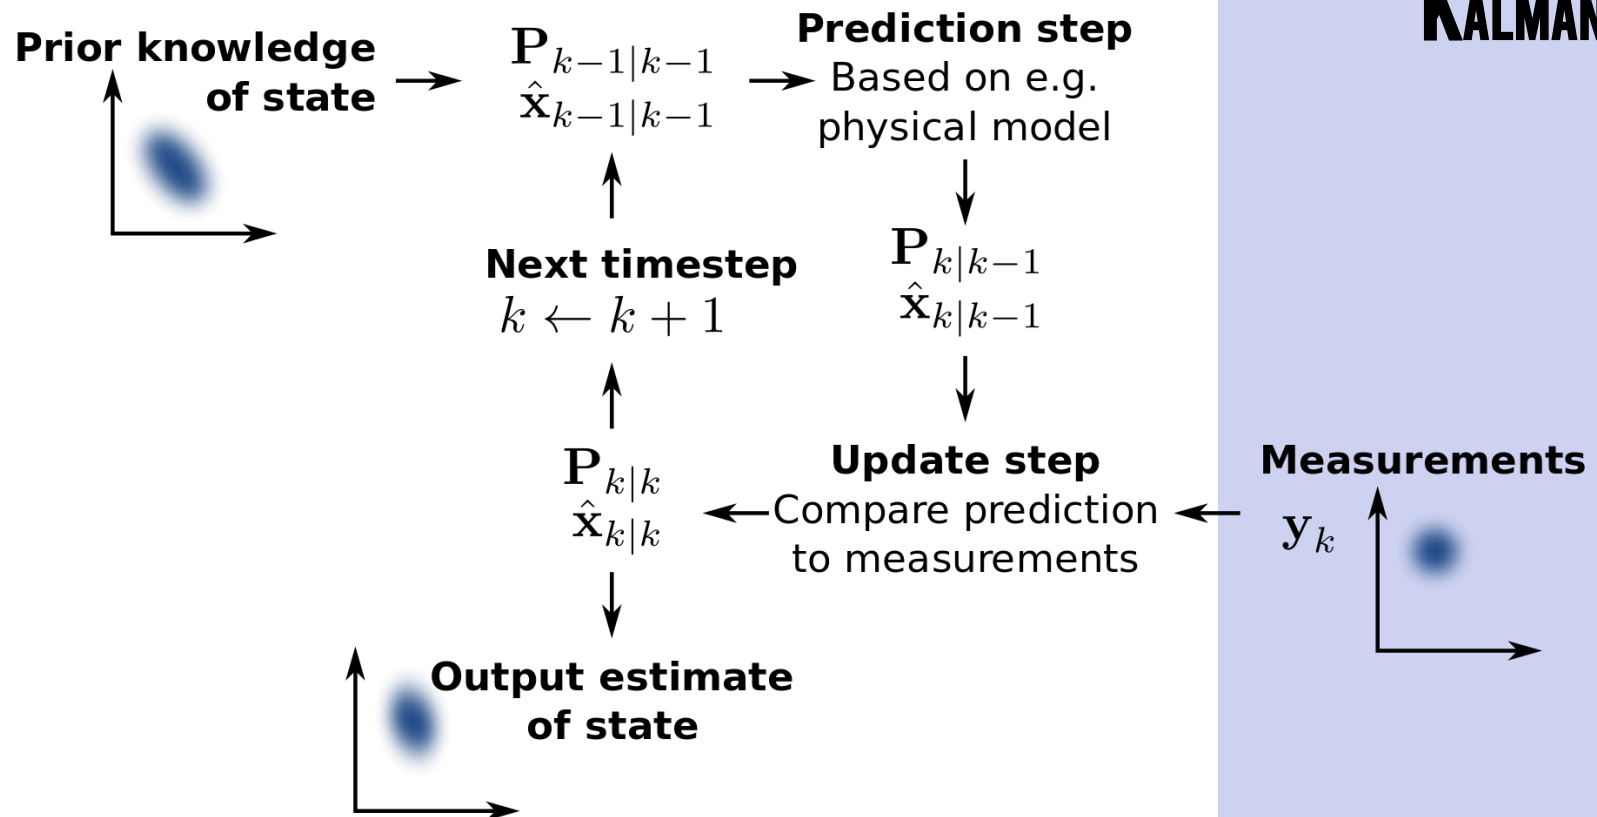 KALMAN
Prior knowledge
of state
P_{k−1|k−1}
x̂_{k−1|k−1}
Prediction step
Based on e.g.
physical model
P_{k|k−1}
x̂_{k|k−1}
Next timestep
k ← k + 1
P_{k|k}
x̂_{k|k}
Update step
Compare prediction
to measurements
Measurements
y_k
Output estimate
of state